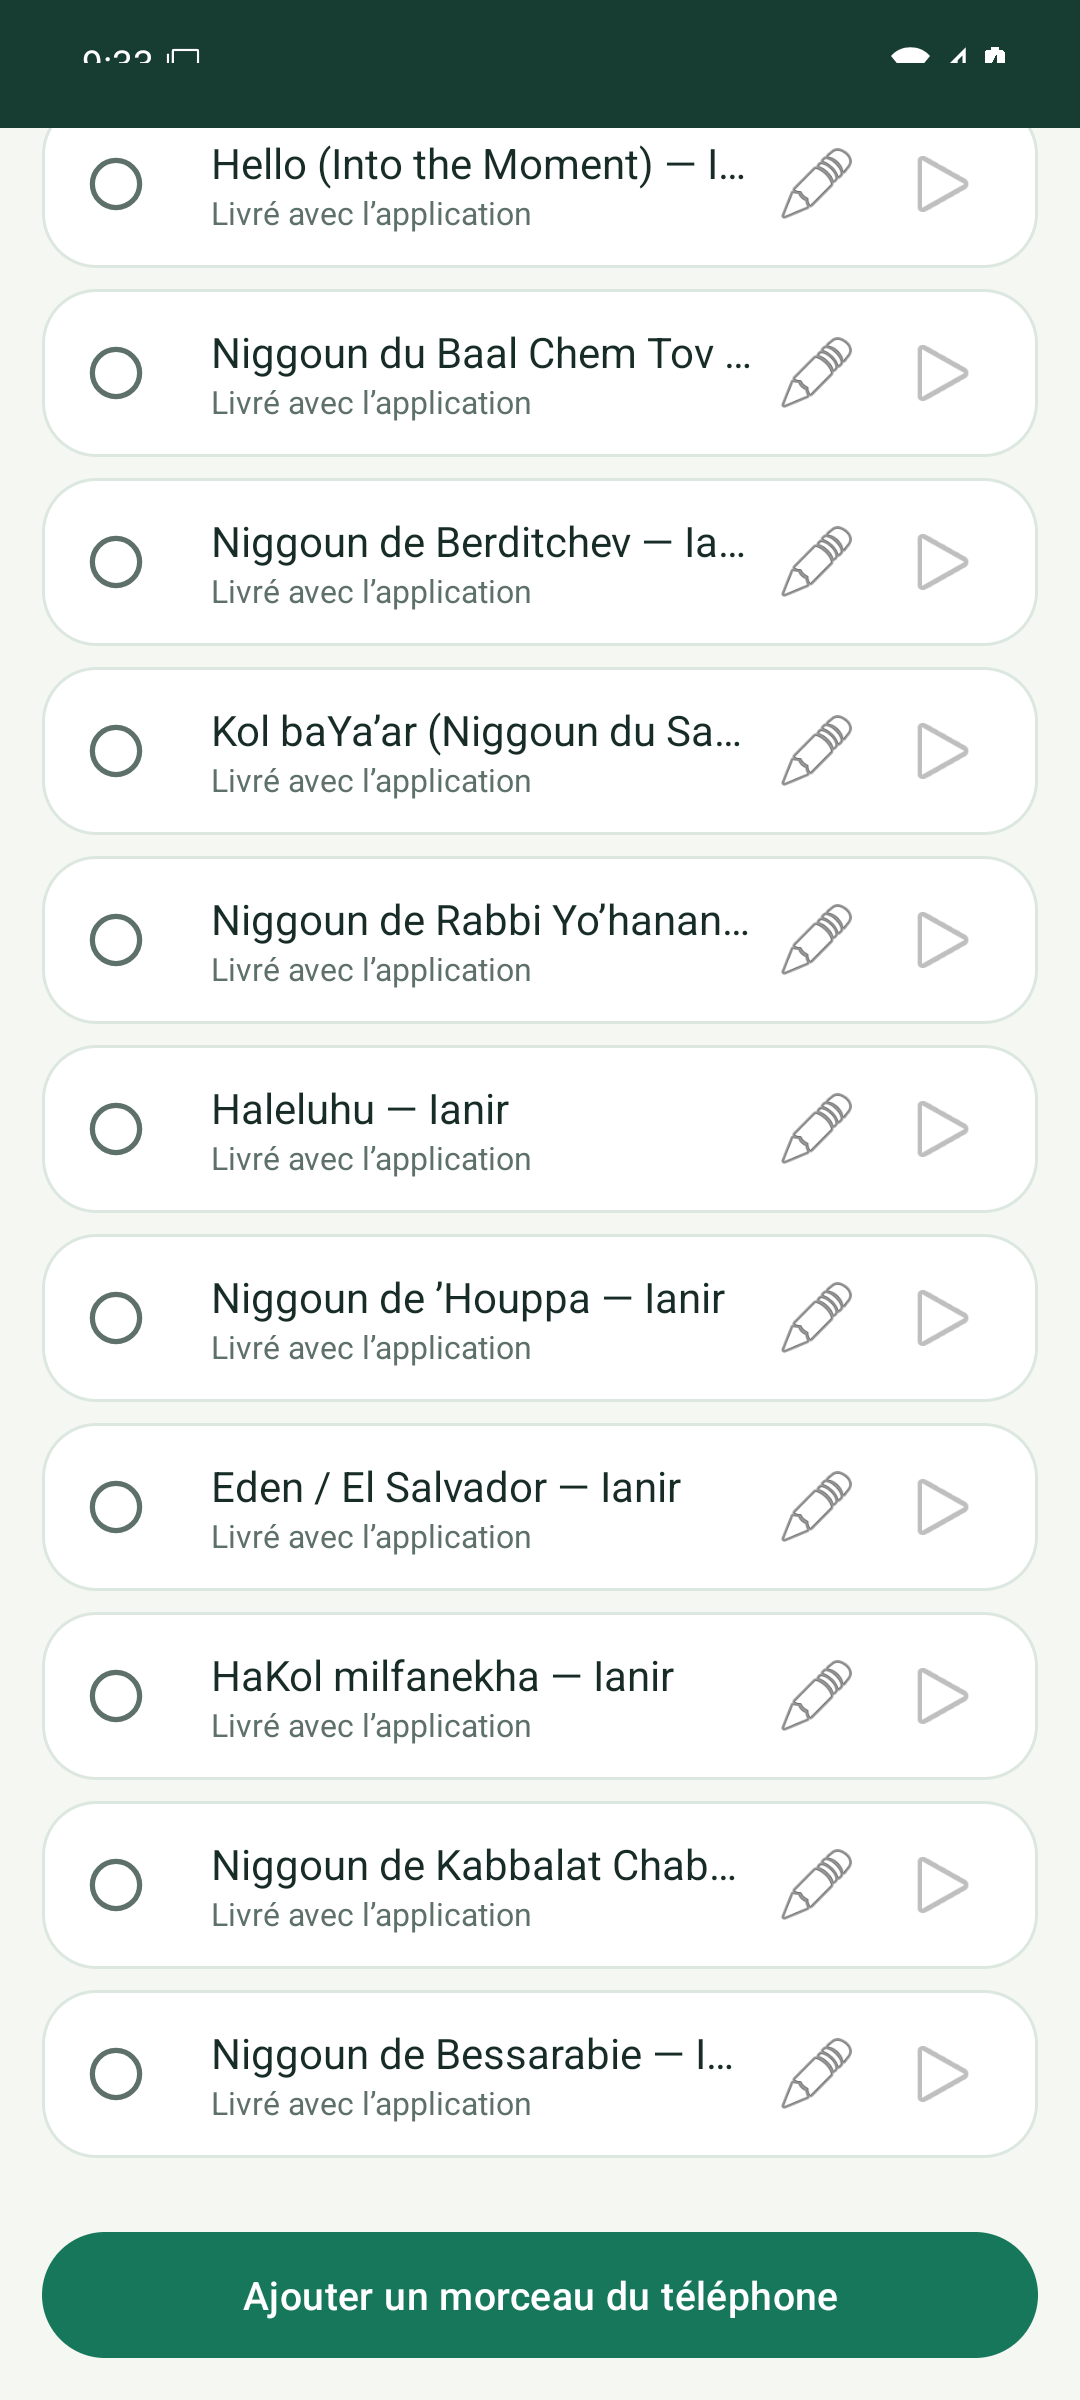 9:33
Hello (Into the Moment) — I...
Livré avec l’application
Niggoun du Baal Chem Tov ...
Livré avec l’application
Niggoun de Berditchev — Ia...
Livré avec l’application
Kol baYa’ar (Niggoun du Sa...
Livré avec l’application
Niggoun de Rabbi Yo’hanan...
Livré avec l’application
Haleluhu — Ianir
Livré avec l’application
Niggoun de ’Houppa — Ianir
Livré avec l’application
Eden / El Salvador — Ianir
Livré avec l’application
HaKol milfanekha — Ianir
Livré avec l’application
Niggoun de Kabbalat Chab...
Livré avec l’application
Niggoun de Bessarabie — I...
Livré avec l’application
Ajouter un morceau du téléphone